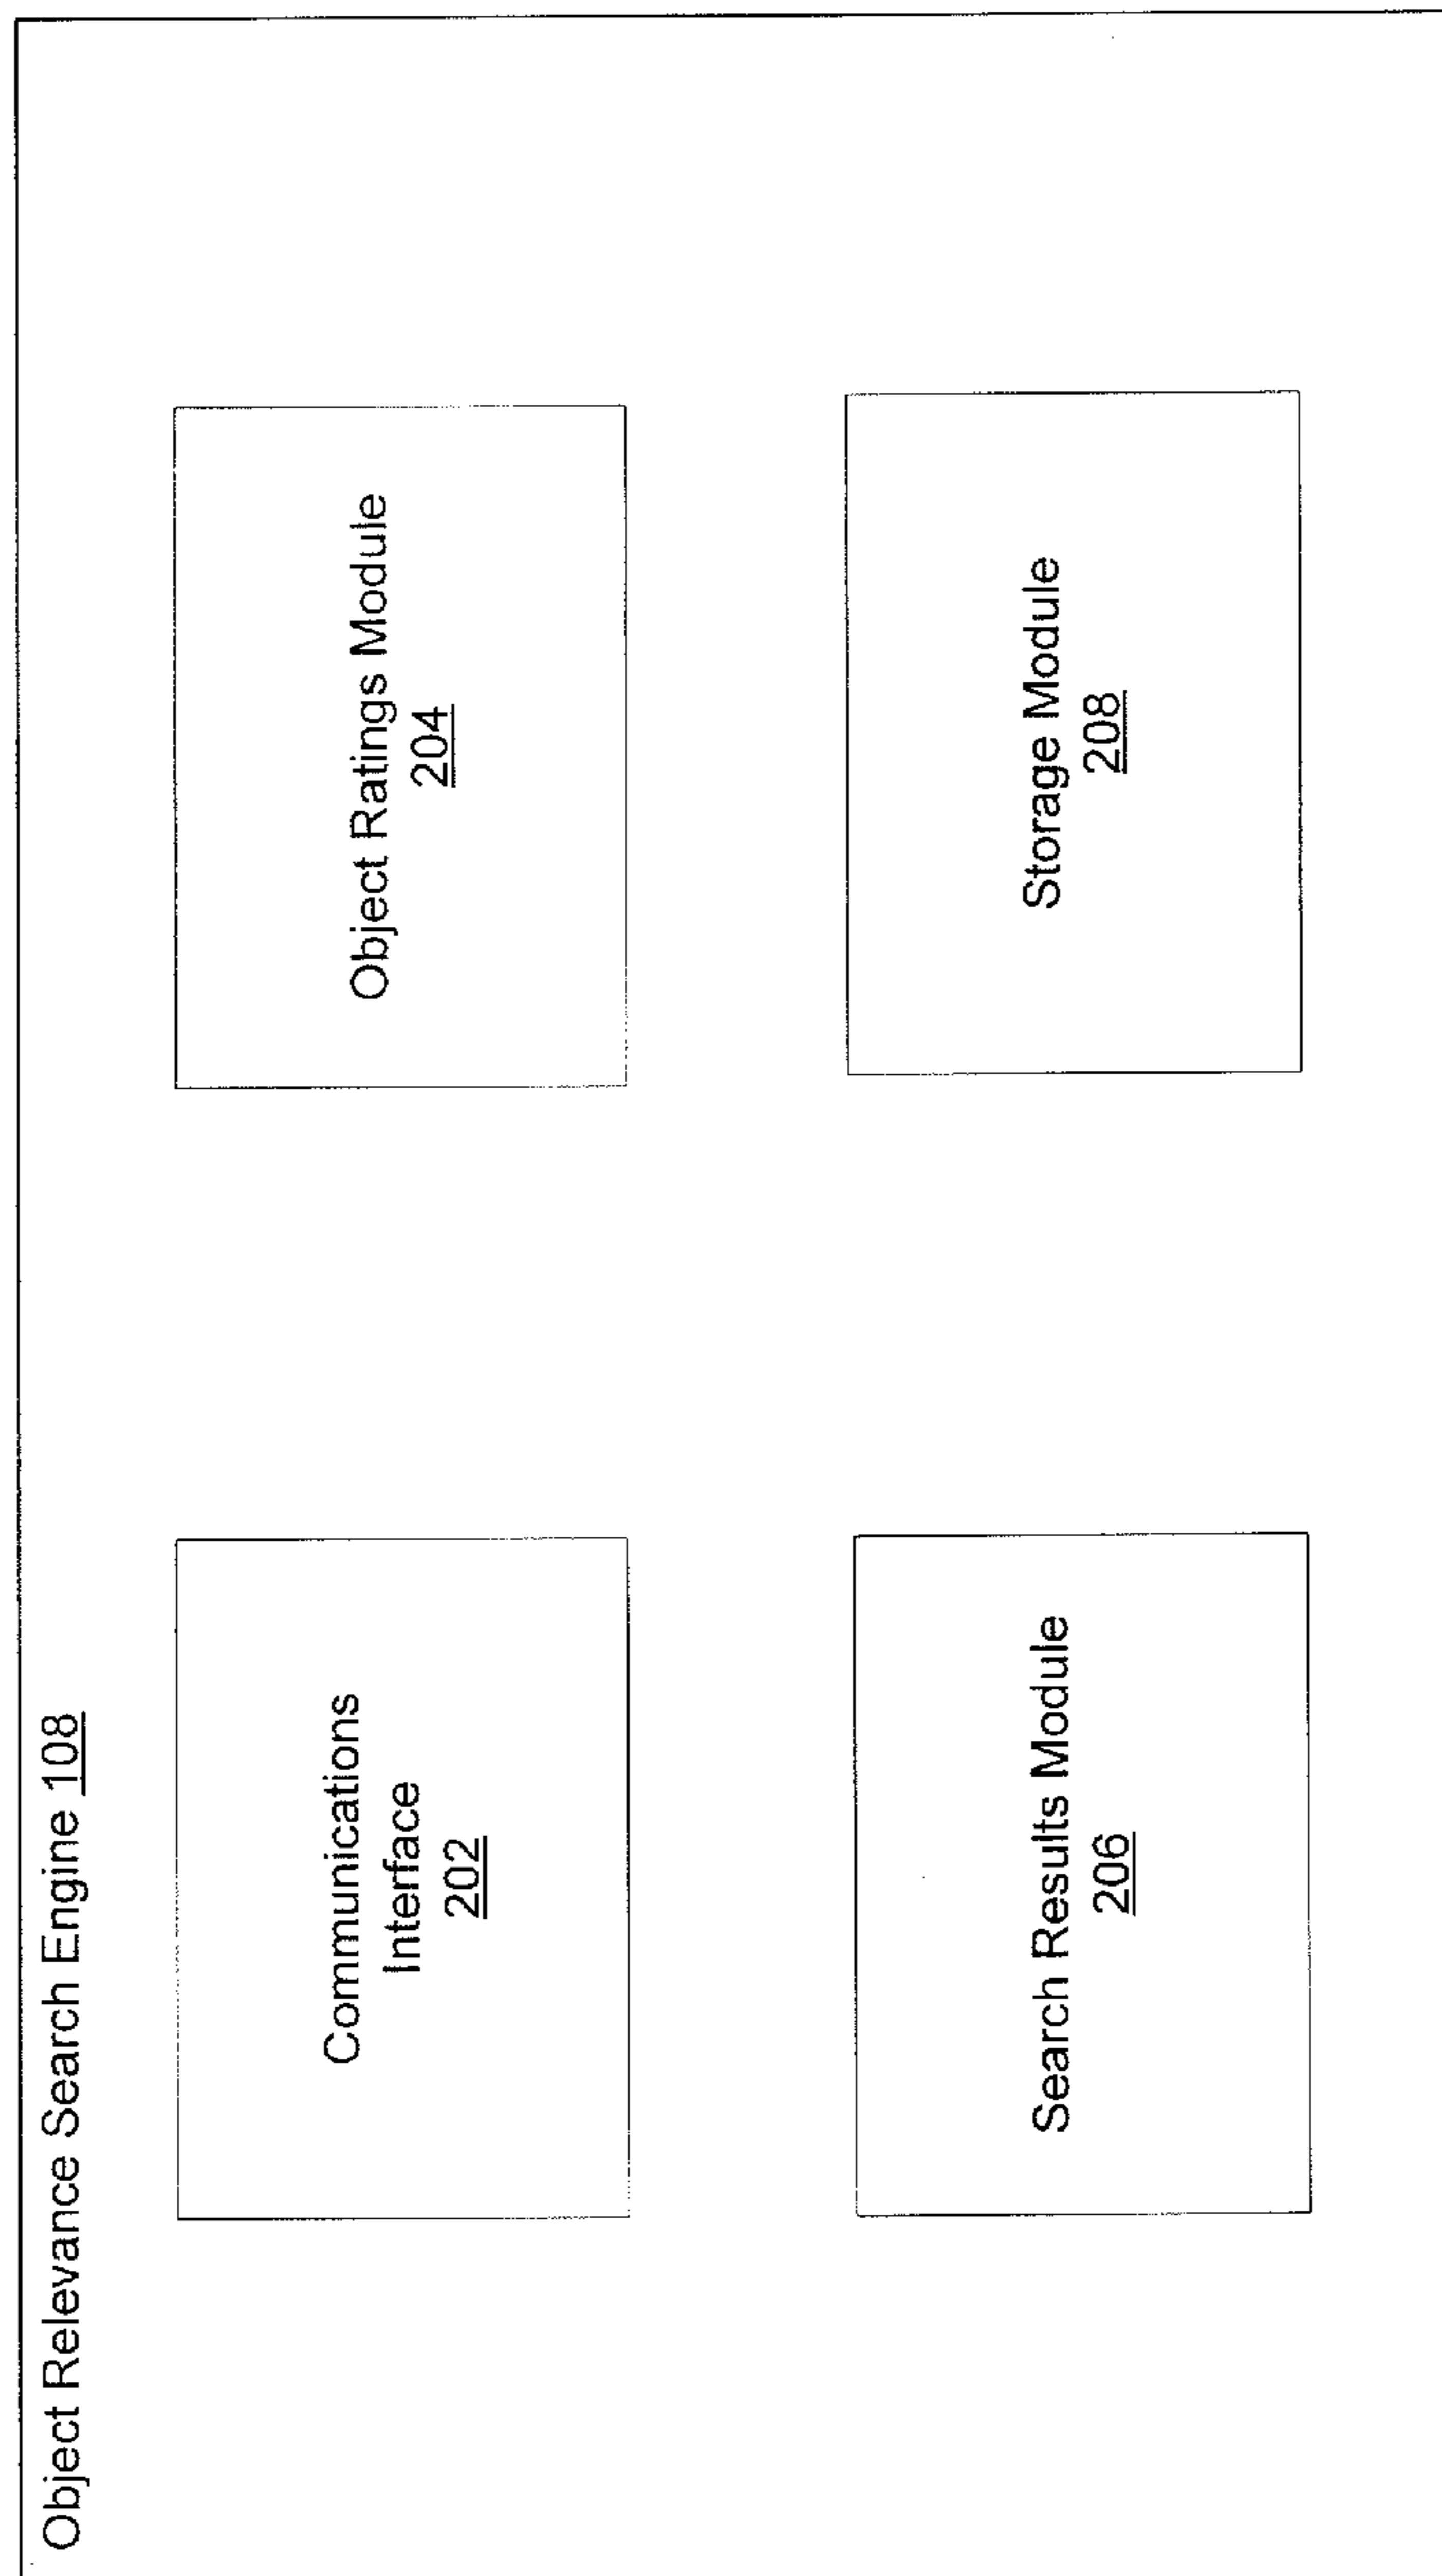 Object Relevance Search Engine 108
Communications
Interface
202
Object Ratings Module
204
Search Results Module
206
Storage Module
208